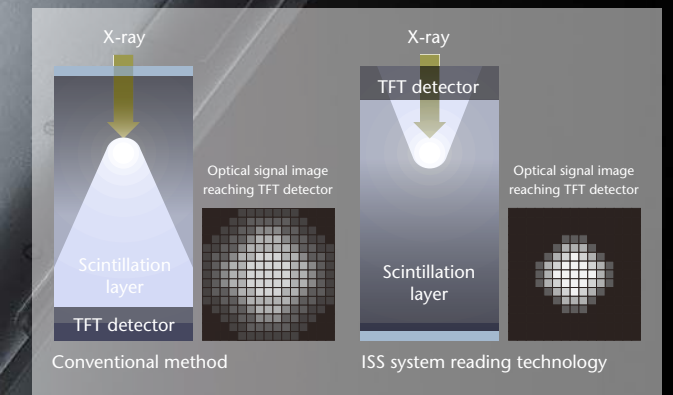 X-ray
Optical signal image
reaching TFT detector
Scintillation
layer
TFT detector
Conventional method
X-ray
TFT detector
Optical signal image
reaching TFT detector
Scintillation
layer
ISS system reading technology